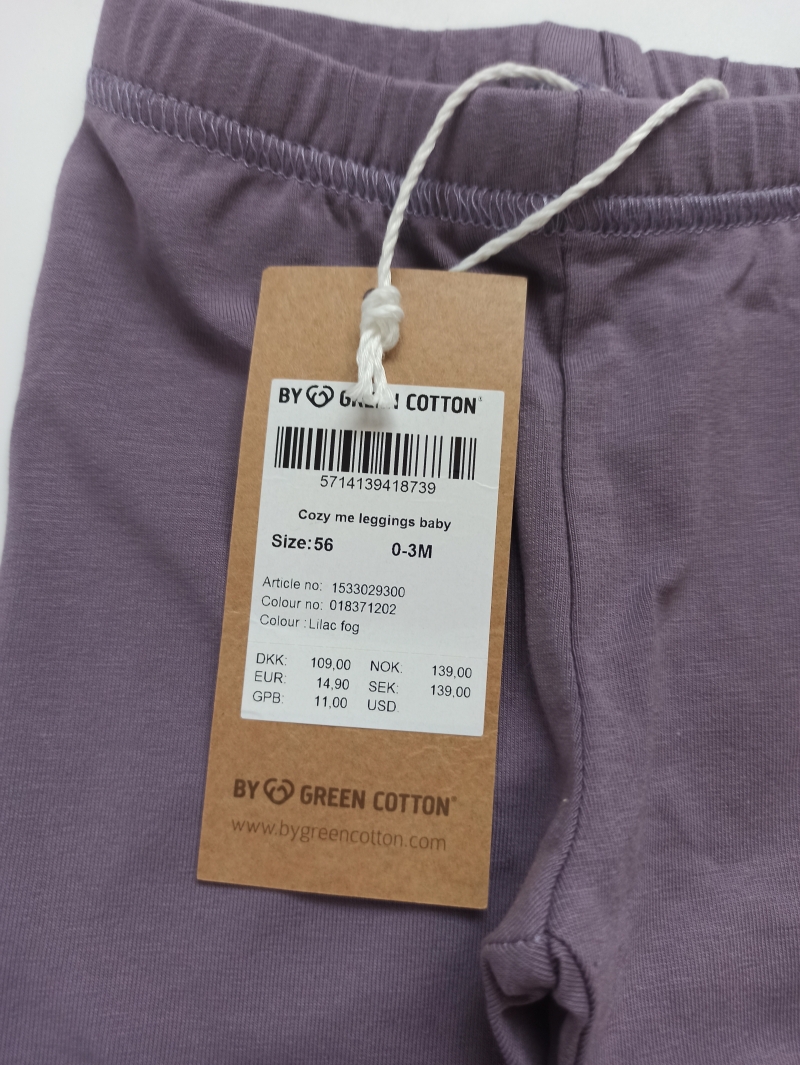 BY GREEN COTTON®
5714139418739
Cozy me leggings baby
Size:56 0-3M
Article no: 1533029300
Colour no: 018371202
Colour :Lilac fog
DKK: 109,00 NOK: 139,00
EUR: 14,90 SEK: 139,00
GPB: 11,00 USD:
BY GREEN COTTON®
www.bygreencotton.com